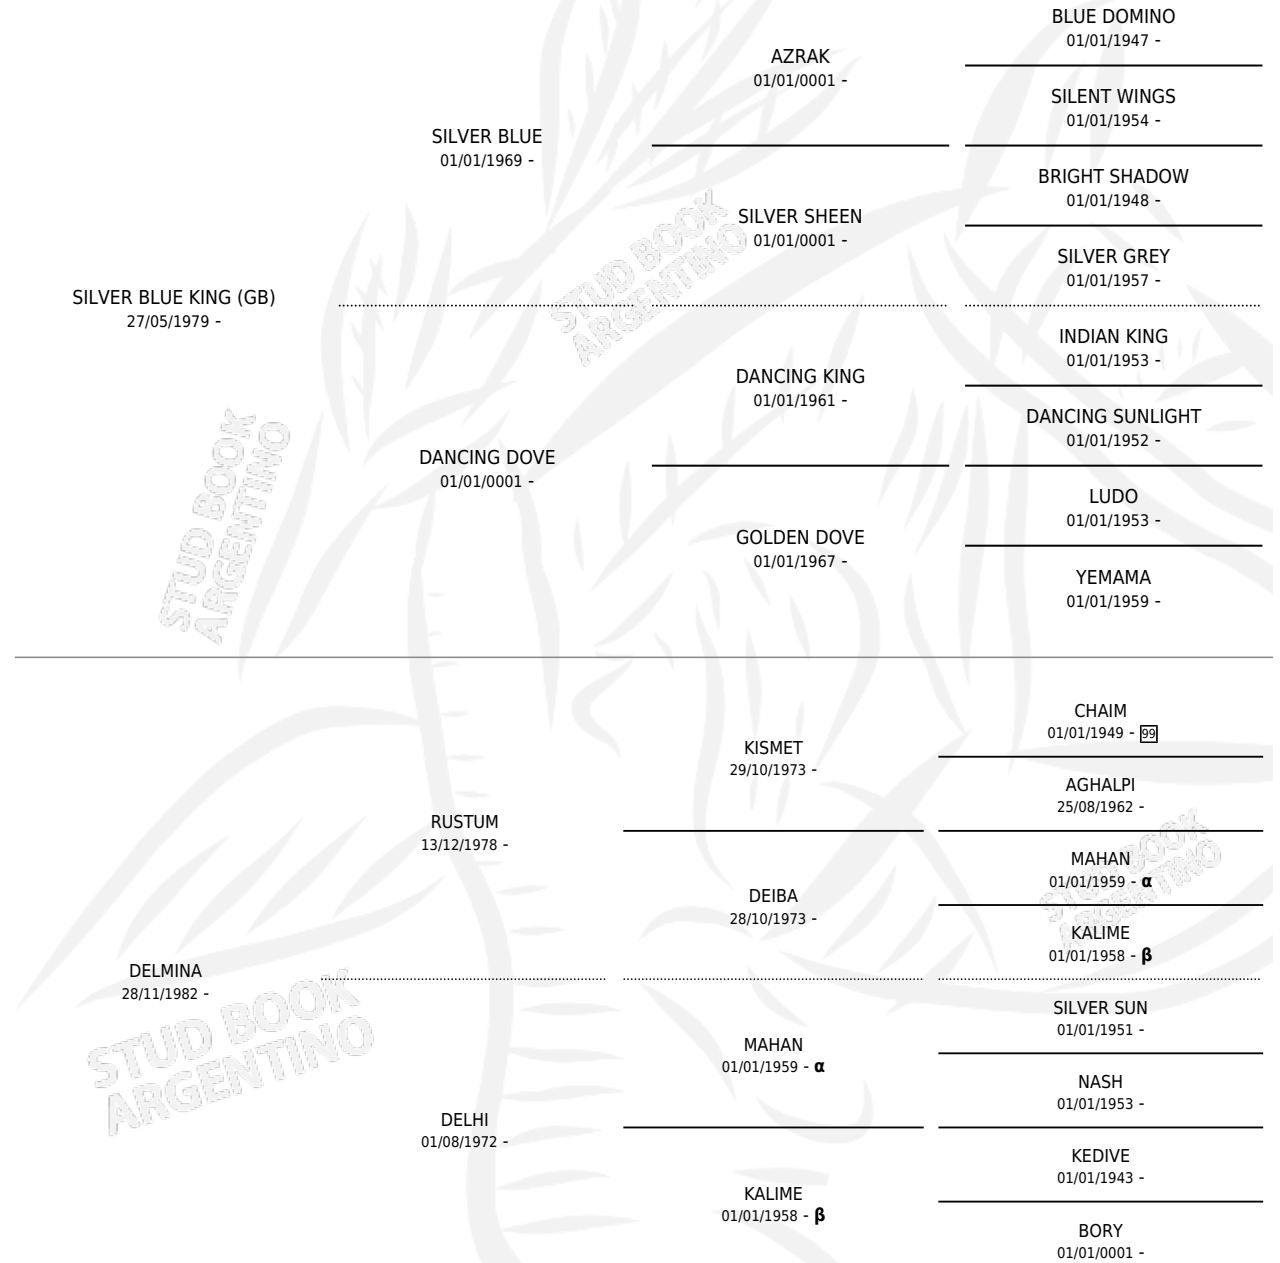 BLUE DOMINO
01/01/1947 -
AZRAK
01/01/0001 -
SILENT WINGS
01/01/1954 -
SILVER BLUE
01/01/1969 -
BRIGHT SHADOW
01/01/1948 -
SILVER SHEEN
01/01/0001 -
SILVER GREY
01/01/1957 -
SILVER BLUE KING (GB)
27/05/1979 -
INDIAN KING
01/01/1953 -
DANCING KING
01/01/1961 -
DANCING SUNLIGHT
01/01/1952 -
DANCING DOVE
01/01/0001 -
LUDO
01/01/1953 -
GOLDEN DOVE
01/01/1967 -
YEMAMA
01/01/1959 -
CHAIM
01/01/1949 - 99
KISMET
29/10/1973 -
AGHALPI
25/08/1962 -
RUSTUM
13/12/1978 -
MAHAN
01/01/1959 - α
DEIBA
28/10/1973 -
KALIME
01/01/1958 - β
DELMINA
28/11/1982 -
SILVER SUN
01/01/1951 -
MAHAN
01/01/1959 - α
NASH
01/01/1953 -
DELHI
01/08/1972 -
KEDIVE
01/01/1943 -
KALIME
01/01/1958 - β
BORY
01/01/0001 -
STUD BOOK
ARGENTINO
STUD BOOK
ARGENTINO
STUD BOOK
ARGENTINO
STUD BOOK
ARGENTINO